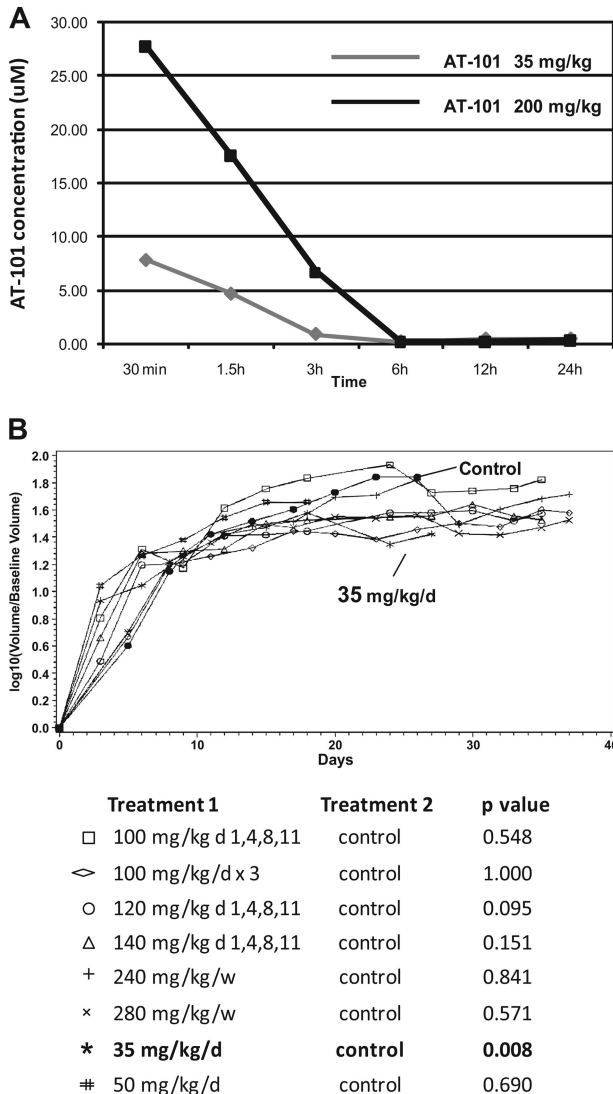 A
30.00
25.00
20.00
15.00
10.00
5.00
0.00
AT-101 concentration (uM)
AT-101 35 mg/kg
AT-101 200 mg/kg
30 min 1.5h 3h 6h 12h 24h
Time
B
2.0
1.8
1.6
1.4
1.2
1.0
0.8
0.6
0.4
0.2
0.0
log10(Volume/Baseline Volume)
Control
35 mg/kg/d
0 10 20 30 40
Days
Treatment 1 Treatment 2 p value
100 mg/kg d 1,4,8,11 control 0.548
100 mg/kg/d x 3 control 1.000
120 mg/kg d 1,4,8,11 control 0.095
140 mg/kg d 1,4,8,11 control 0.151
240 mg/kg/w control 0.841
280 mg/kg/w control 0.571
* 35 mg/kg/d control 0.008
50 mg/kg/d control 0.690